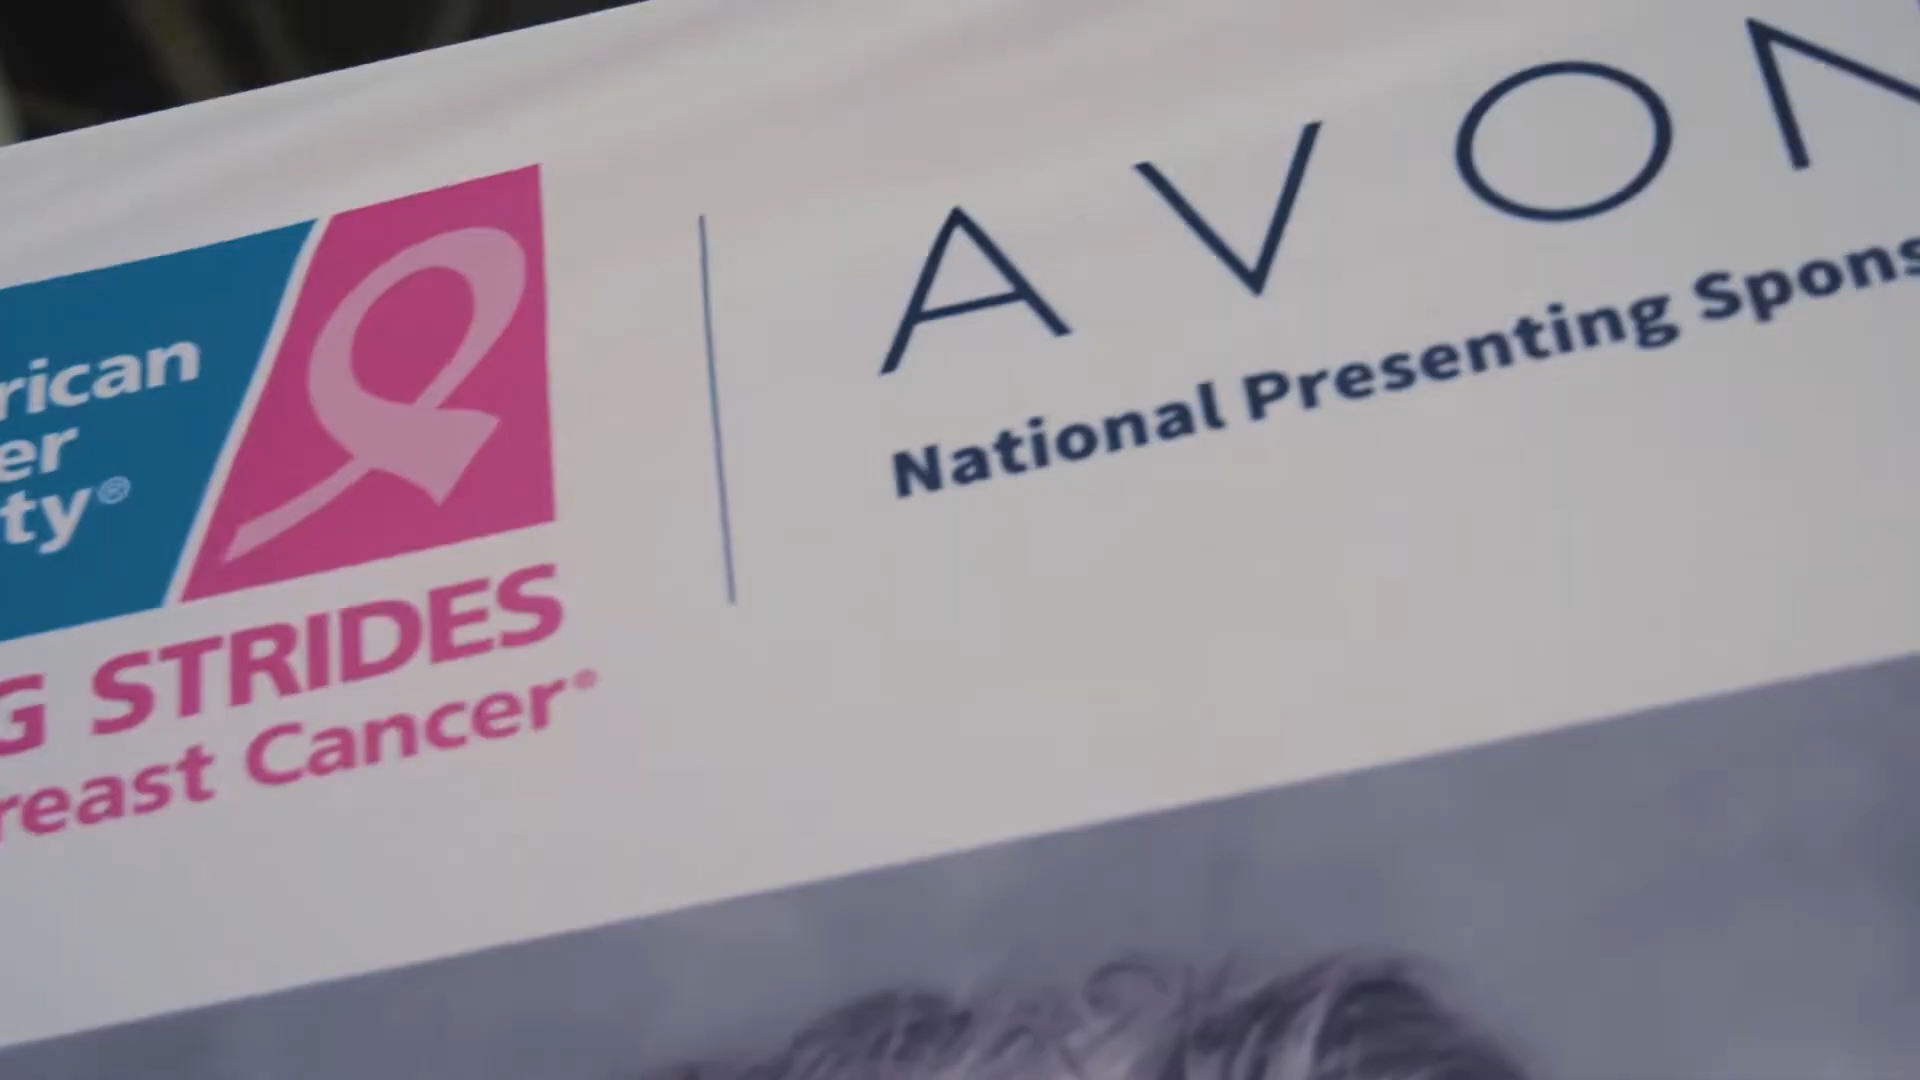 rican
er
ty®
G STRIDES
reast Cancer®
AVON
National Presenting Spons